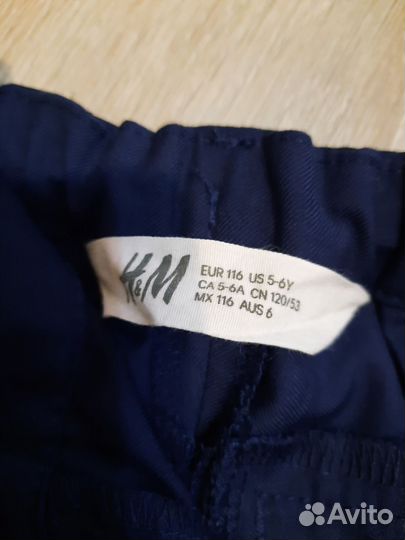 H&M
EUR 116 US 5-6Y
CA 5-6A CN 120/53
MX 116 AUS 6
Avito